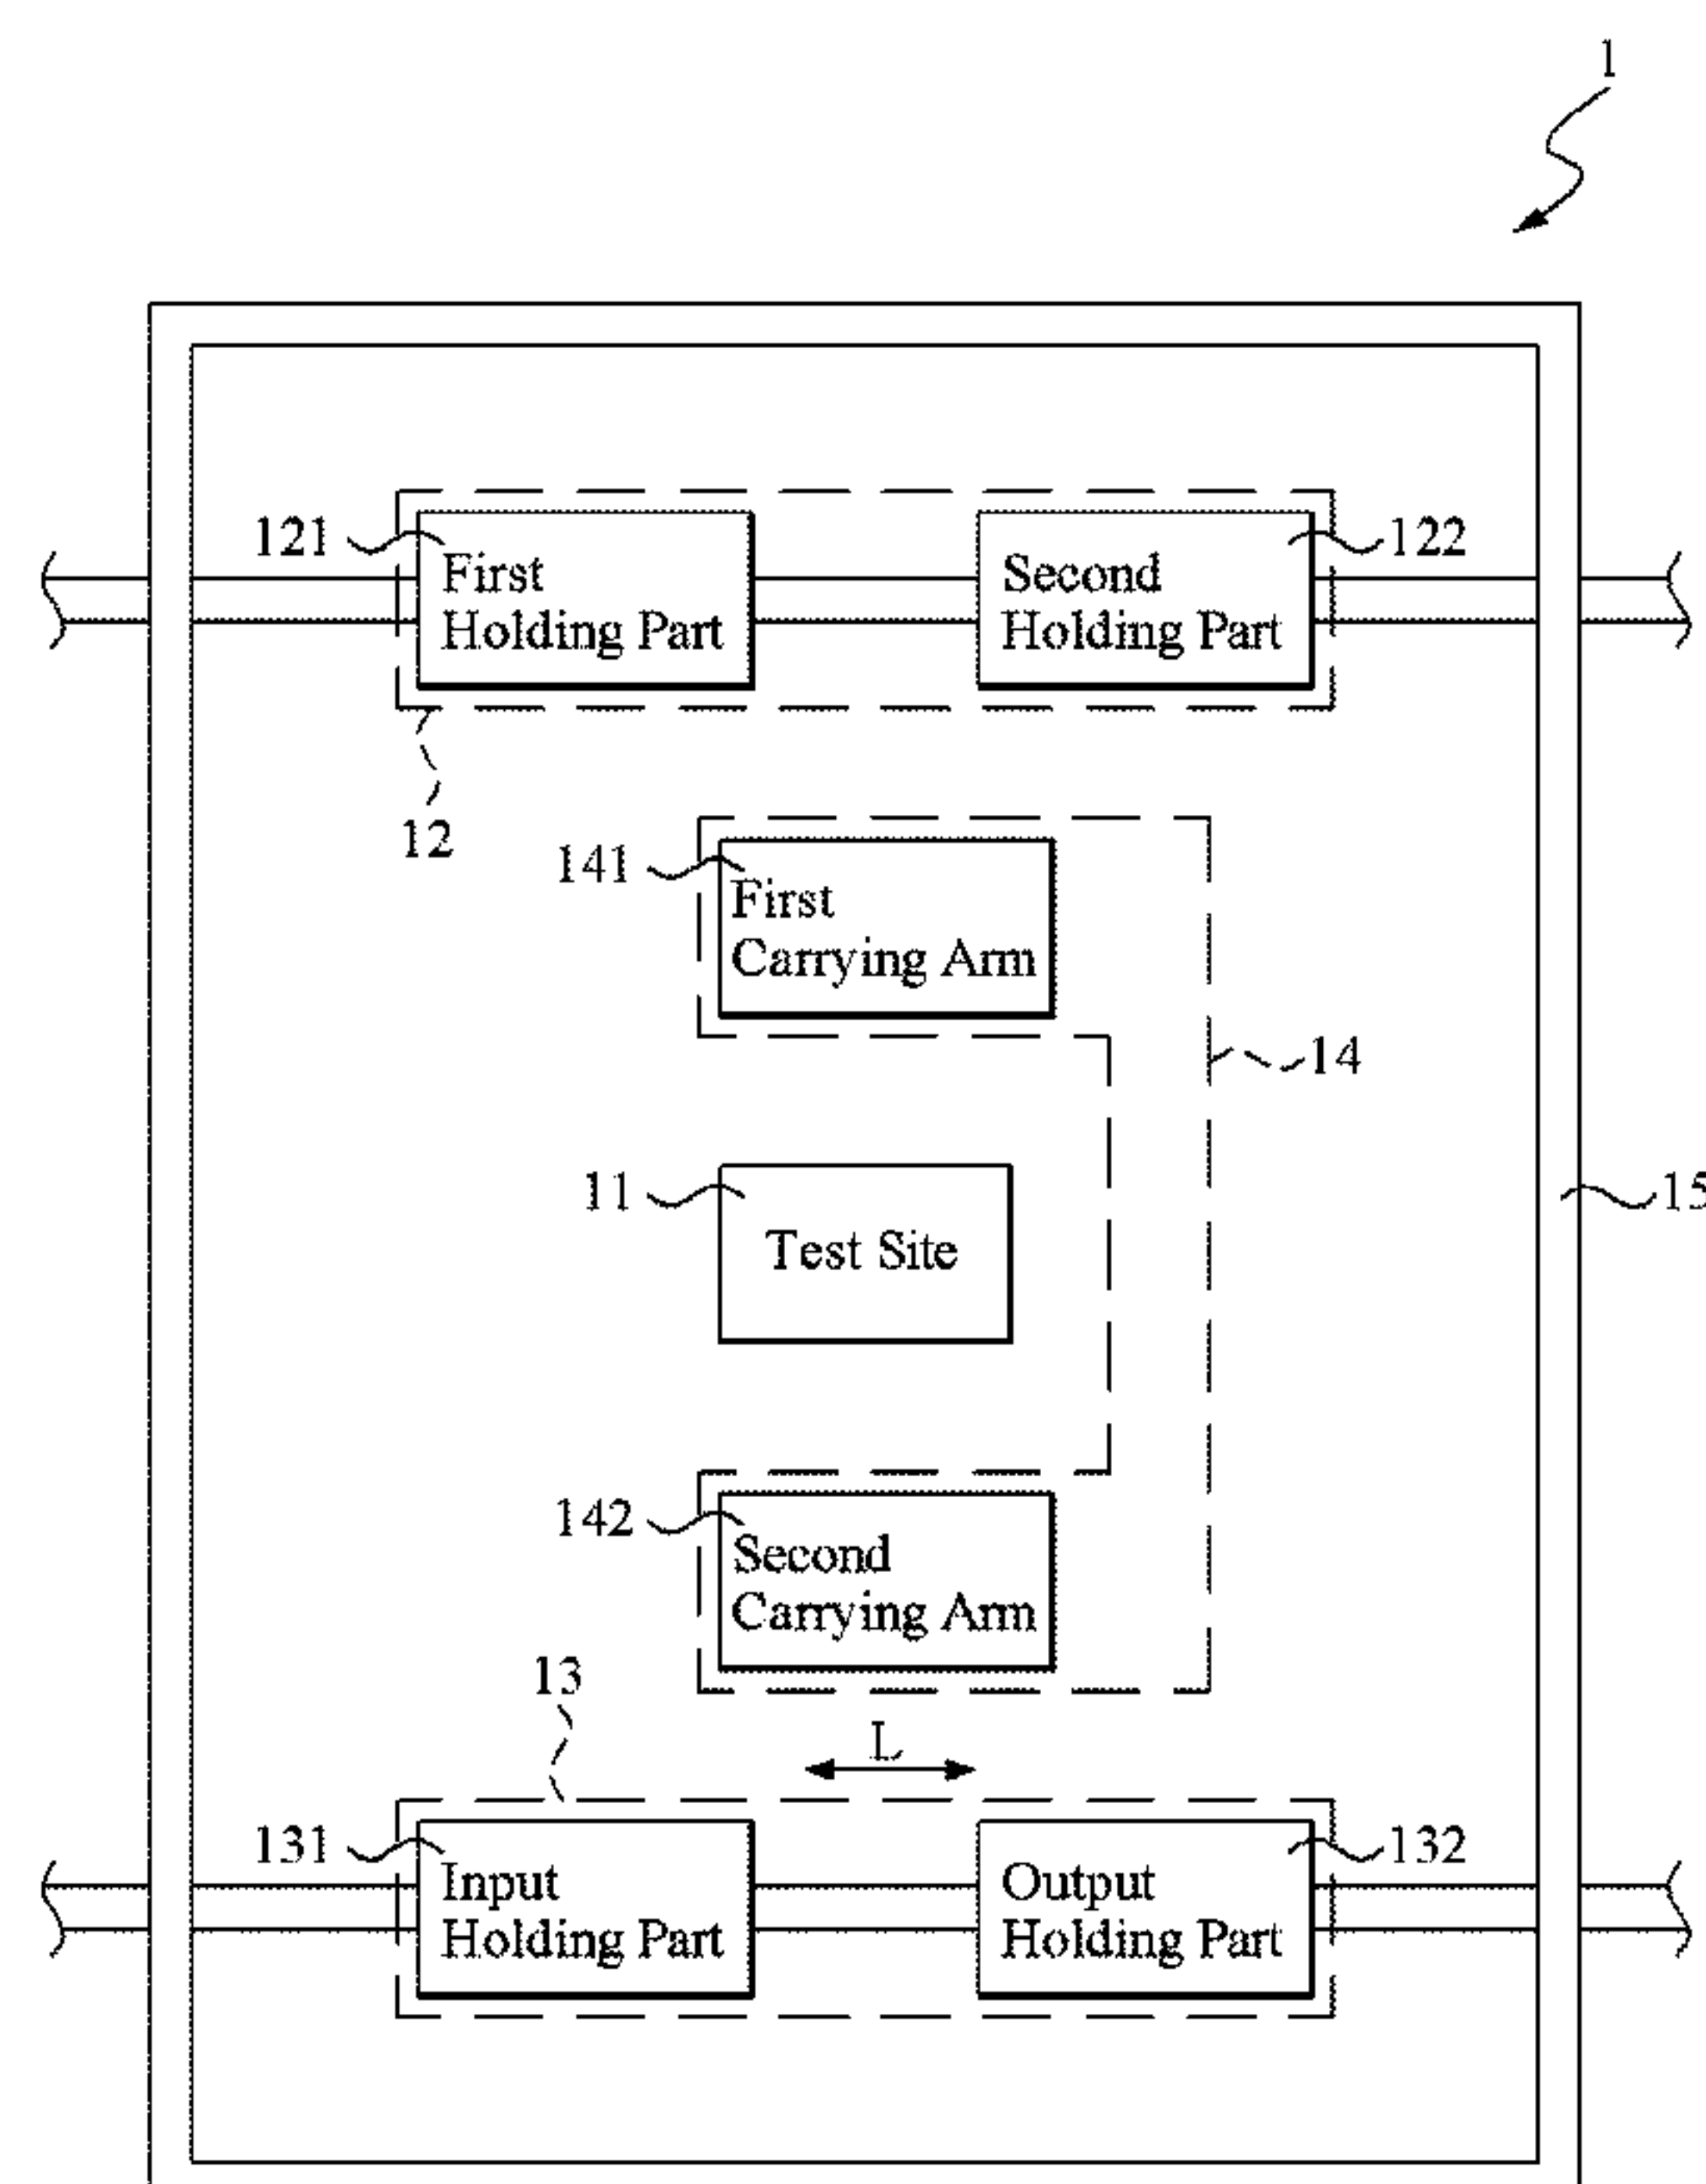 1
121
First
Holding Part
Second
Holding Part
122
12
141
First
Carrying Arm
14
11
Test Site
15
142
Second
Carrying Arm
13
L
131
Input
Holding Part
Output
Holding Part
132